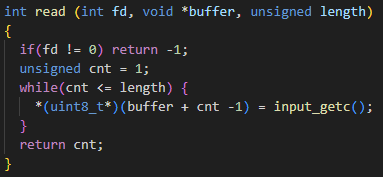 int read (int fd, void *buffer, unsigned length)
{
  if(fd != 0) return -1;
  unsigned cnt = 1;
  while(cnt <= length) {
    *(uint8_t*)(buffer + cnt -1) = input_getc();
  }
  return cnt;
}